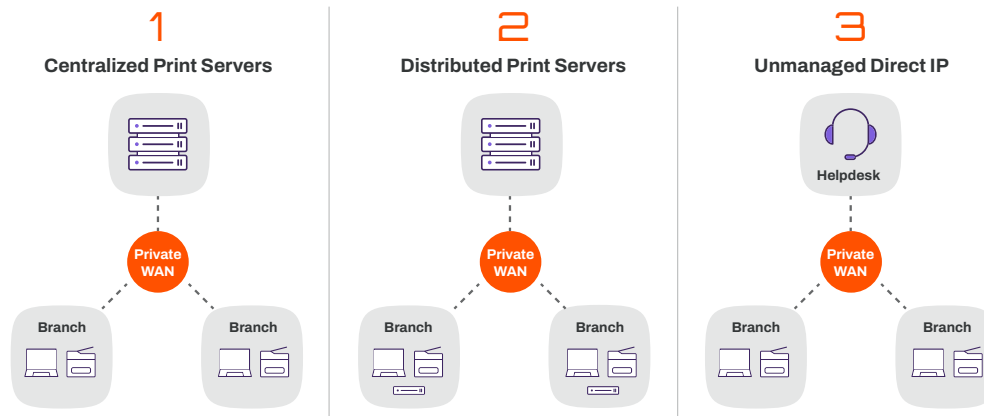 1
Centralized Print Servers
Private
WAN
Branch
Branch
2
Distributed Print Servers
Private
WAN
Branch
Branch
3
Unmanaged Direct IP
Helpdesk
Private
WAN
Branch
Branch